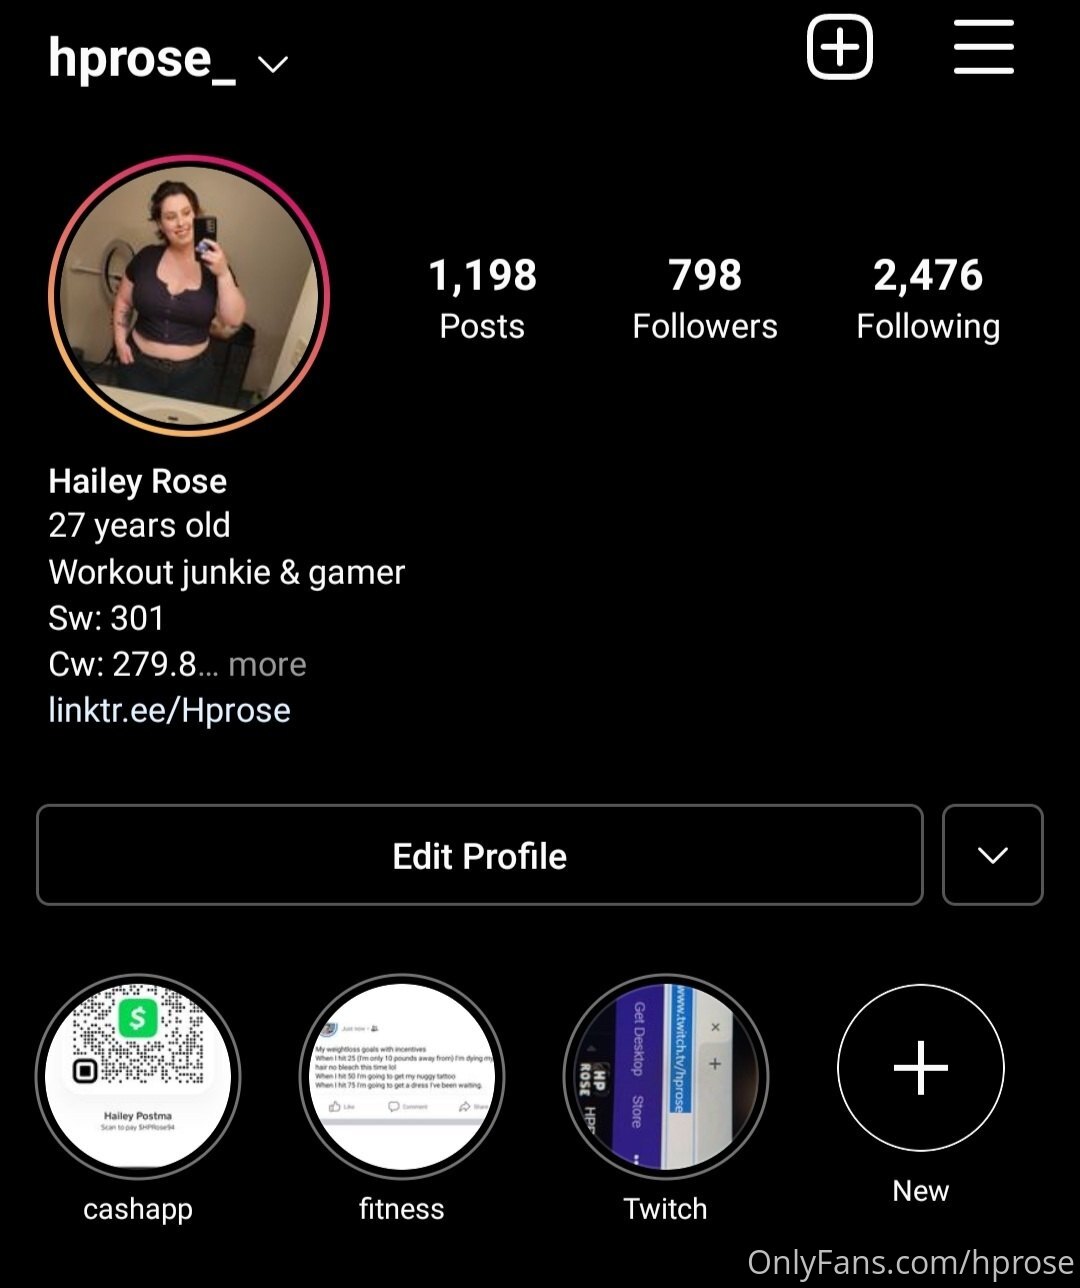 hprose_
1,198
Posts
798
Followers
2,476
Following
Hailey Rose
27 years old
Workout junkie & gamer
Sw: 301
Cw: 279.8... more
linktr.ee/Hprose
Edit Profile
$
Hailey Postma
Scan to pay $HPRose94
cashapp
Just now
My weightloss goals with incentives
When I hit 25 (I'm only 10 pounds away from) I'm dying my
hair no bleach this time lol
When I hit 50 I'm going to get my nuggy tattoo
When I hit 75 I'm going to get a dress I've been waiting.
Like
Comment
Share
fitness
www.twitch.tv/hprose
Get Desktop
Store
HP
ROSE
Twitch
New
OnlyFans.com/hprose